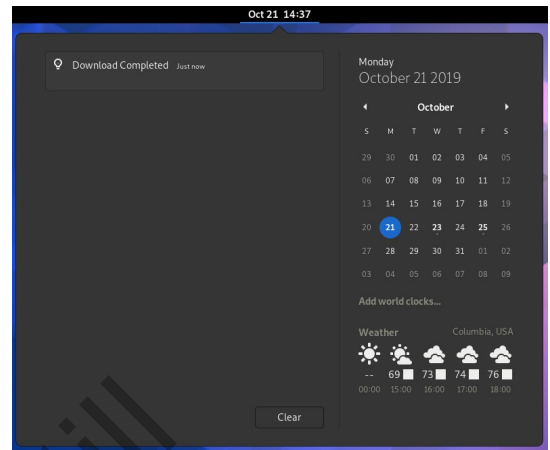 Oct 21 14:37
Download Completed Just now
Clear
Monday
October 21 2019
October
S M T W T F S
29 30 01 02 03 04 05
06 07 08 09 10 11 12
13 14 15 16 17 18 19
20 21 22 23 24 25 26
27 28 29 30 31 01 02
03 04 05 06 07 08 09
Add world clocks...
Weather Columbia, USA
-- 69 73 74 76
00:00 15:00 16:00 17:00 18:00